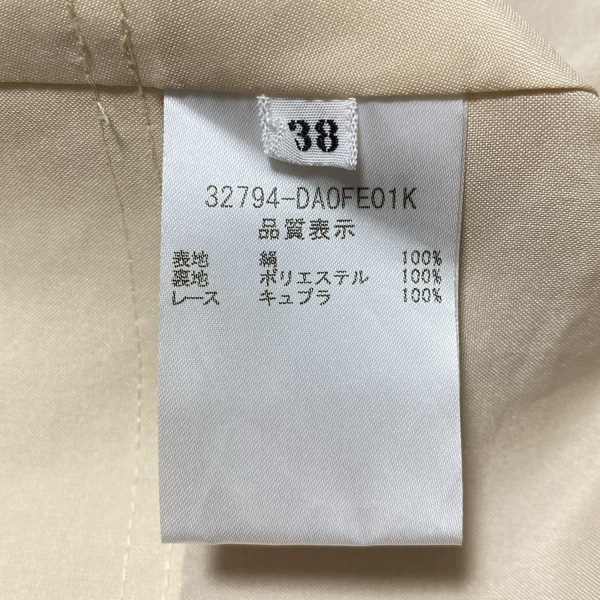 38
32794-DA0FE01K
品質表示
表地 絹 100%
裏地 ポリエステル 100%
レース キュプラ 100%